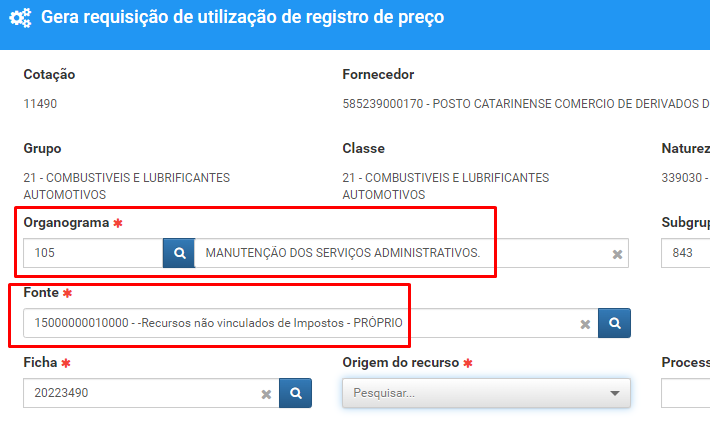 Gera requisição de utilização de registro de preço
Cotação Fornecedor
11490 585239000170 - POSTO CATARINENSE COMERCIO DE DERIVADOS D
Grupo Classe Naturez
21 - COMBUSTIVEIS E LUBRIFICANTES 21 - COMBUSTIVEIS E LUBRIFICANTES 339030 -
AUTOMOTIVOS AUTOMOTIVOS
Organograma * Subgrup
105 MANUTENÇÃO DOS SERVIÇOS ADMINISTRATIVOS. 843
Fonte *
15000000010000 - -Recursos não vinculados de Impostos - PRÓPRIO
Ficha * Origem do recurso * Process
20223490 Pesquisar...